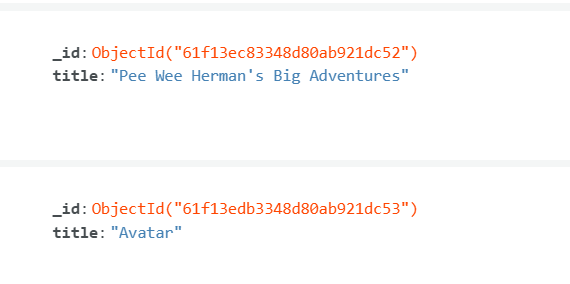 _id: ObjectId("61f13ec83348d80ab921dc52")
title: "Pee Wee Herman's Big Adventures"
_id: ObjectId("61f13edb3348d80ab921dc53")
title: "Avatar"